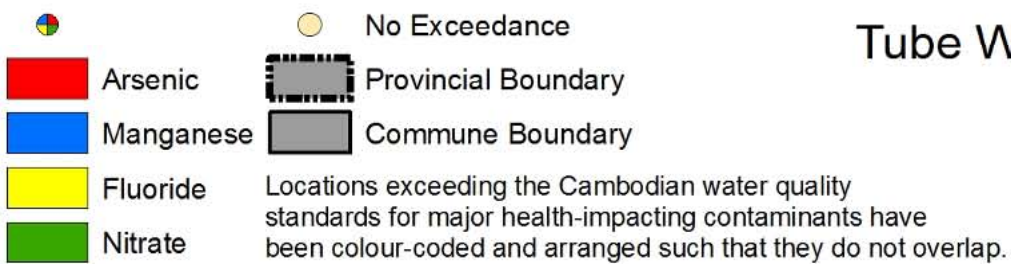 No Exceedance
Tube
Arsenic
Provincial Boundary
Manganese
Commune Boundary
Fluoride
Nitrate
Locations exceeding the Cambodian water quality
standards for major health-impacting contaminants have
been colour-coded and arranged such that they do not overlap.